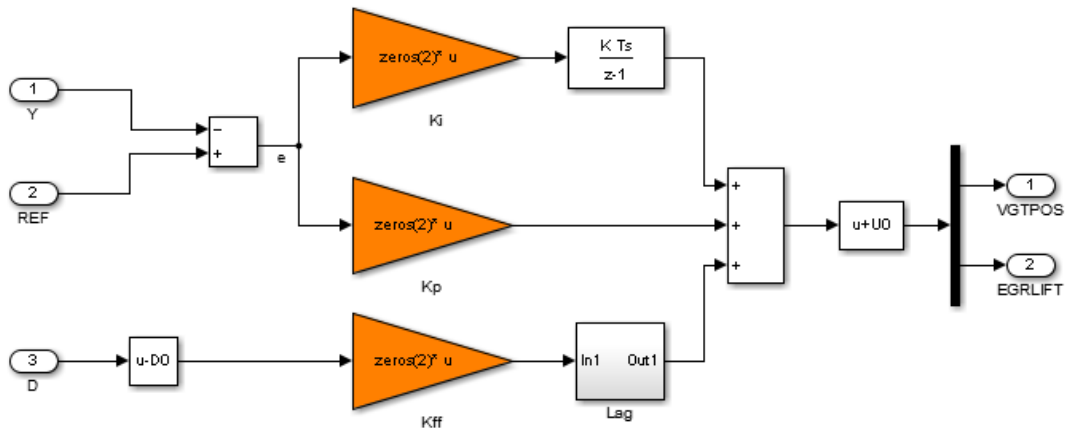 1
Y
2
REF
−
+
e
zeros(2)* u
Ki
K Ts
z-1
zeros(2)* u
Kp
3
D
u-D0
zeros(2)* u
Kff
In1 Out1
Lag
+
+
+
u+U0
1
VGTPOS
2
EGRLIFT